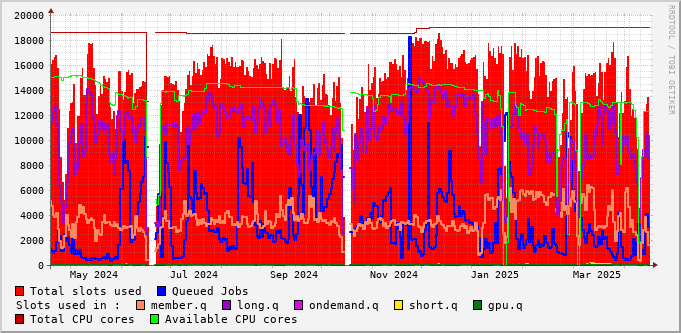 20000
18000
16000
14000
12000
10000
8000
6000
4000
2000
0
May 2024 Jul 2024 Sep 2024 Nov 2024 Jan 2025 Mar 2025
Total slots used Queued Jobs
Slots used in : member.q long.q ondemand.q short.q gpu.q
Total CPU cores Available CPU cores
RRDTOOL / TOBI OETIKER